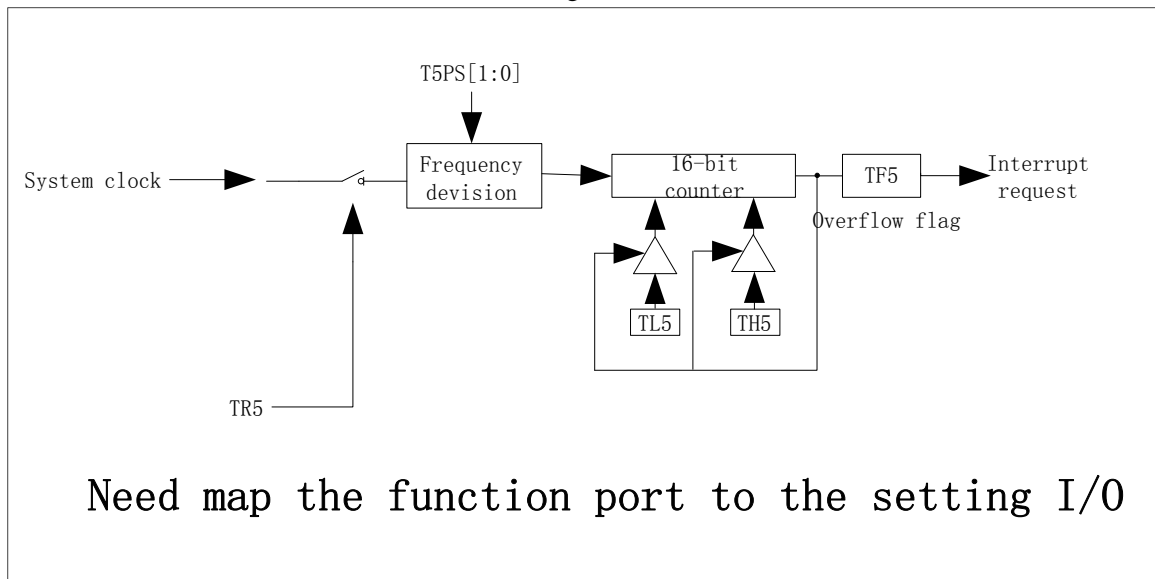 T5PS[1:0]
System clock
Frequency
devision
16-bit
counter
TF5
Interrupt
request
Overflow flag
TL5
TH5
TR5
Need map the function port to the setting I/O